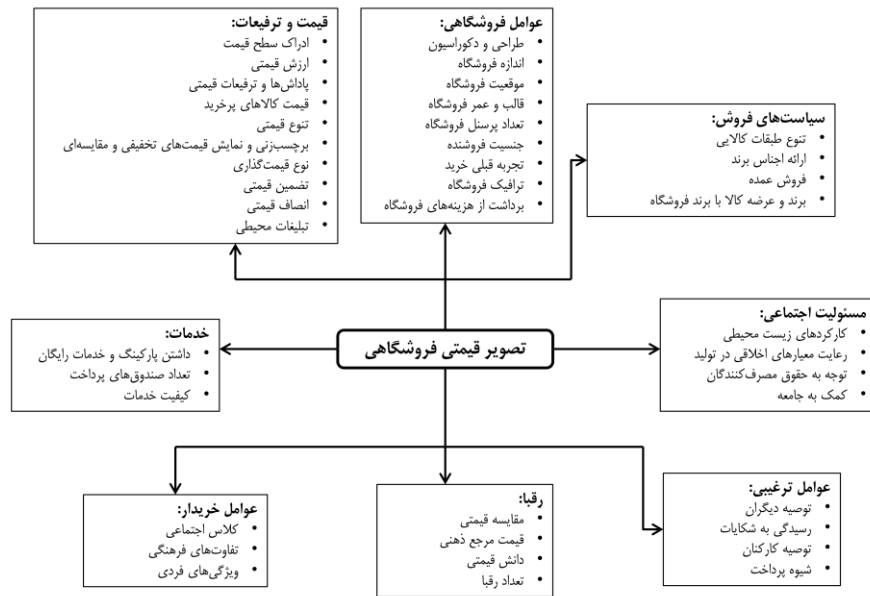 قیمت و ترفیعات:
• ادراک سطح قیمت
• ارزش قیمتی
• پاداش‌ها و ترفیعات قیمتی
• قیمت کالاهای پرخرید
• تنوع قیمتی
• برچسب‌زنی و نمایش قیمت‌های تخفیفی و مقایسه‌ای
• نوع قیمت‌گذاری
• تضمین قیمتی
• انصاف قیمتی
• تبلیغات محیطی
عوامل فروشگاهی:
• طراحی و دکوراسیون
• اندازه فروشگاه
• موقعیت فروشگاه
• قالب و عمر فروشگاه
• تعداد پرسنل فروشگاه
• جنسیت فروشنده
• تجربه قبلی خرید
• ترافیک فروشگاه
• برداشت از هزینه‌های فروشگاه
سیاست‌های فروش:
• تنوع طبقات کالایی
• ارائه اجناس برند
• فروش عمده
• برند و عرضه کالا با برند فروشگاه
خدمات:
• داشتن پارکینگ و خدمات رایگان
• تعداد صندوق‌های پرداخت
• کیفیت خدمات
تصویر قیمتی فروشگاهی
مسئولیت اجتماعی:
• کارکردهای زیست محیطی
• رعایت معیارهای اخلاقی در تولید
• توجه به حقوق مصرف‌کنندگان
• کمک به جامعه
عوامل خریدار:
• کلاس اجتماعی
• تفاوت‌های فرهنگی
• ویژگی‌های فردی
رقبا:
• مقایسه قیمتی
• قیمت مرجع ذهنی
• دانش قیمتی
• تعداد رقبا
عوامل ترغیبی:
• توصیه دیگران
• رسیدگی به شکایات
• توصیه کارکنان
• شیوه پرداخت